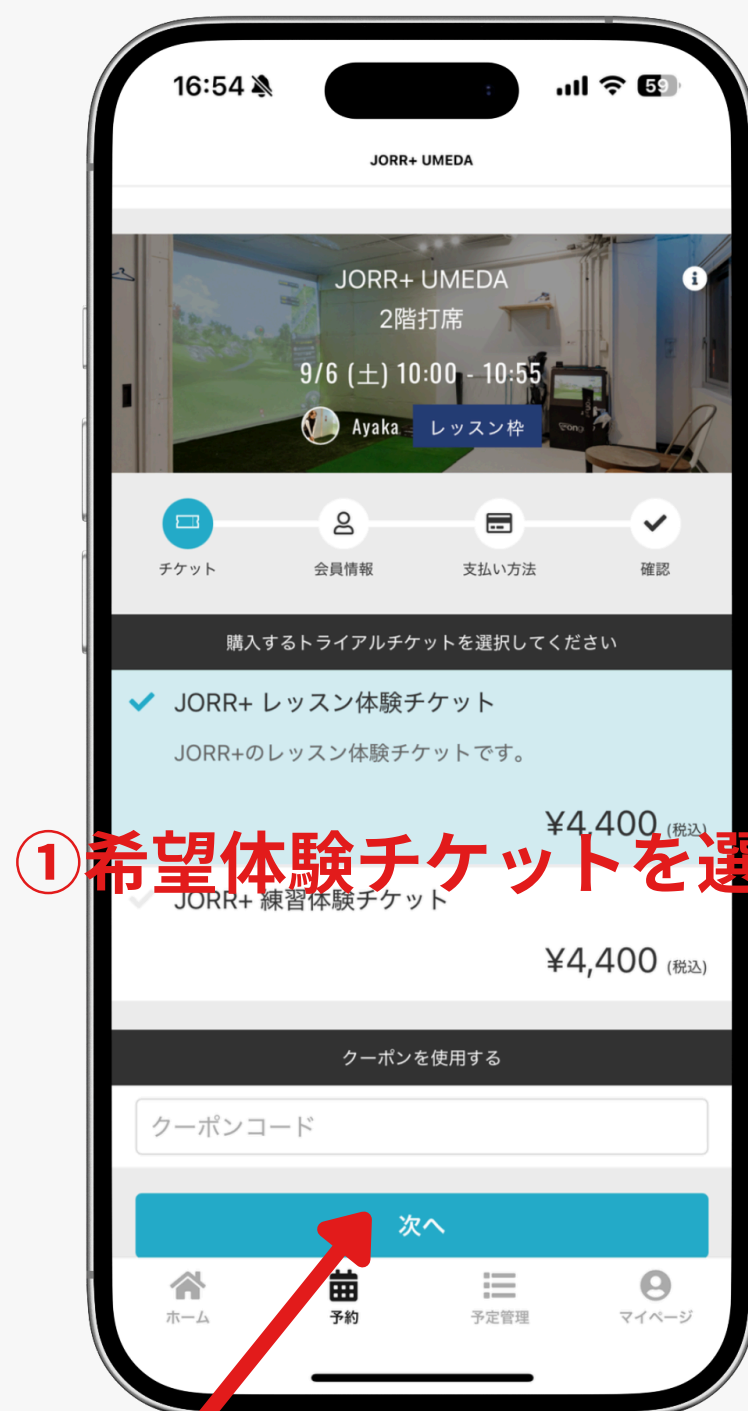 16:54
59
JORR+ UMEDA
JORR+ UMEDA
2階打席
9/6 (土) 10:00 - 10:55
Ayaka レッスン枠
チケット 会員情報 支払い方法 確認
購入するトライアルチケットを選択してください
JORR+ レッスン体験チケット
JORR+のレッスン体験チケットです。
¥4,400 (税込)
①希望体験チケットを選
JORR+ 練習体験チケット
¥4,400 (税込)
クーポンを使用する
クーポンコード
次へ
ホーム 予約 予定管理 マイページ